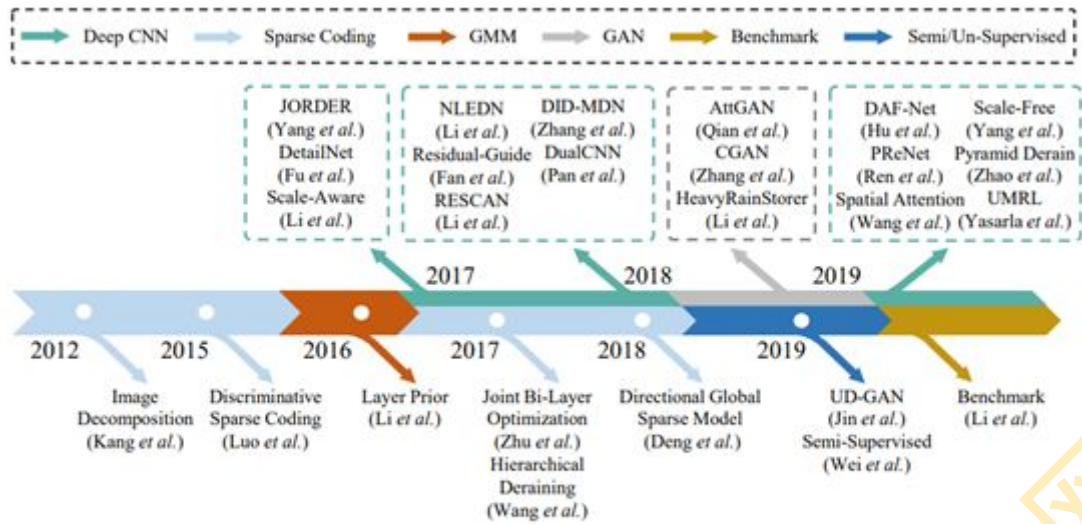 Deep CNN Sparse Coding GMM GAN Benchmark Semi/Un-Supervised
JORDER
(Yang et al.)
DetailNet
(Fu et al.)
Scale-Aware
(Li et al.)
NLEDN
(Li et al.)
Residual-Guide
(Fan et al.)
RESCAN
(Li et al.)
DID-MDN
(Zhang et al.)
DualCNN
(Pan et al.)
AttGAN
(Qian et al.)
CGAN
(Zhang et al.)
HeavyRainStorer
(Li et al.)
DAF-Net
(Hu et al.)
PReNet
(Ren et al.)
Spatial Attention
(Wang et al.)
Scale-Free
(Yang et al.)
Pyramid Derain
(Zhao et al.)
UMRL
(Yasarla et al.)
2017 2018 2019
2012 2015 2016 2017 2018 2019
Image
Decomposition
(Kang et al.)
Discriminative
Sparse Coding
(Luo et al.)
Layer Prior
(Li et al.)
Joint Bi-Layer
Optimization
(Zhu et al.)
Hierarchical
Deraining
(Wang et al.)
Directional Global
Sparse Model
(Deng et al.)
UD-GAN
(Jin et al.)
Semi-Supervised
(Wei et al.)
Benchmark
(Li et al.)